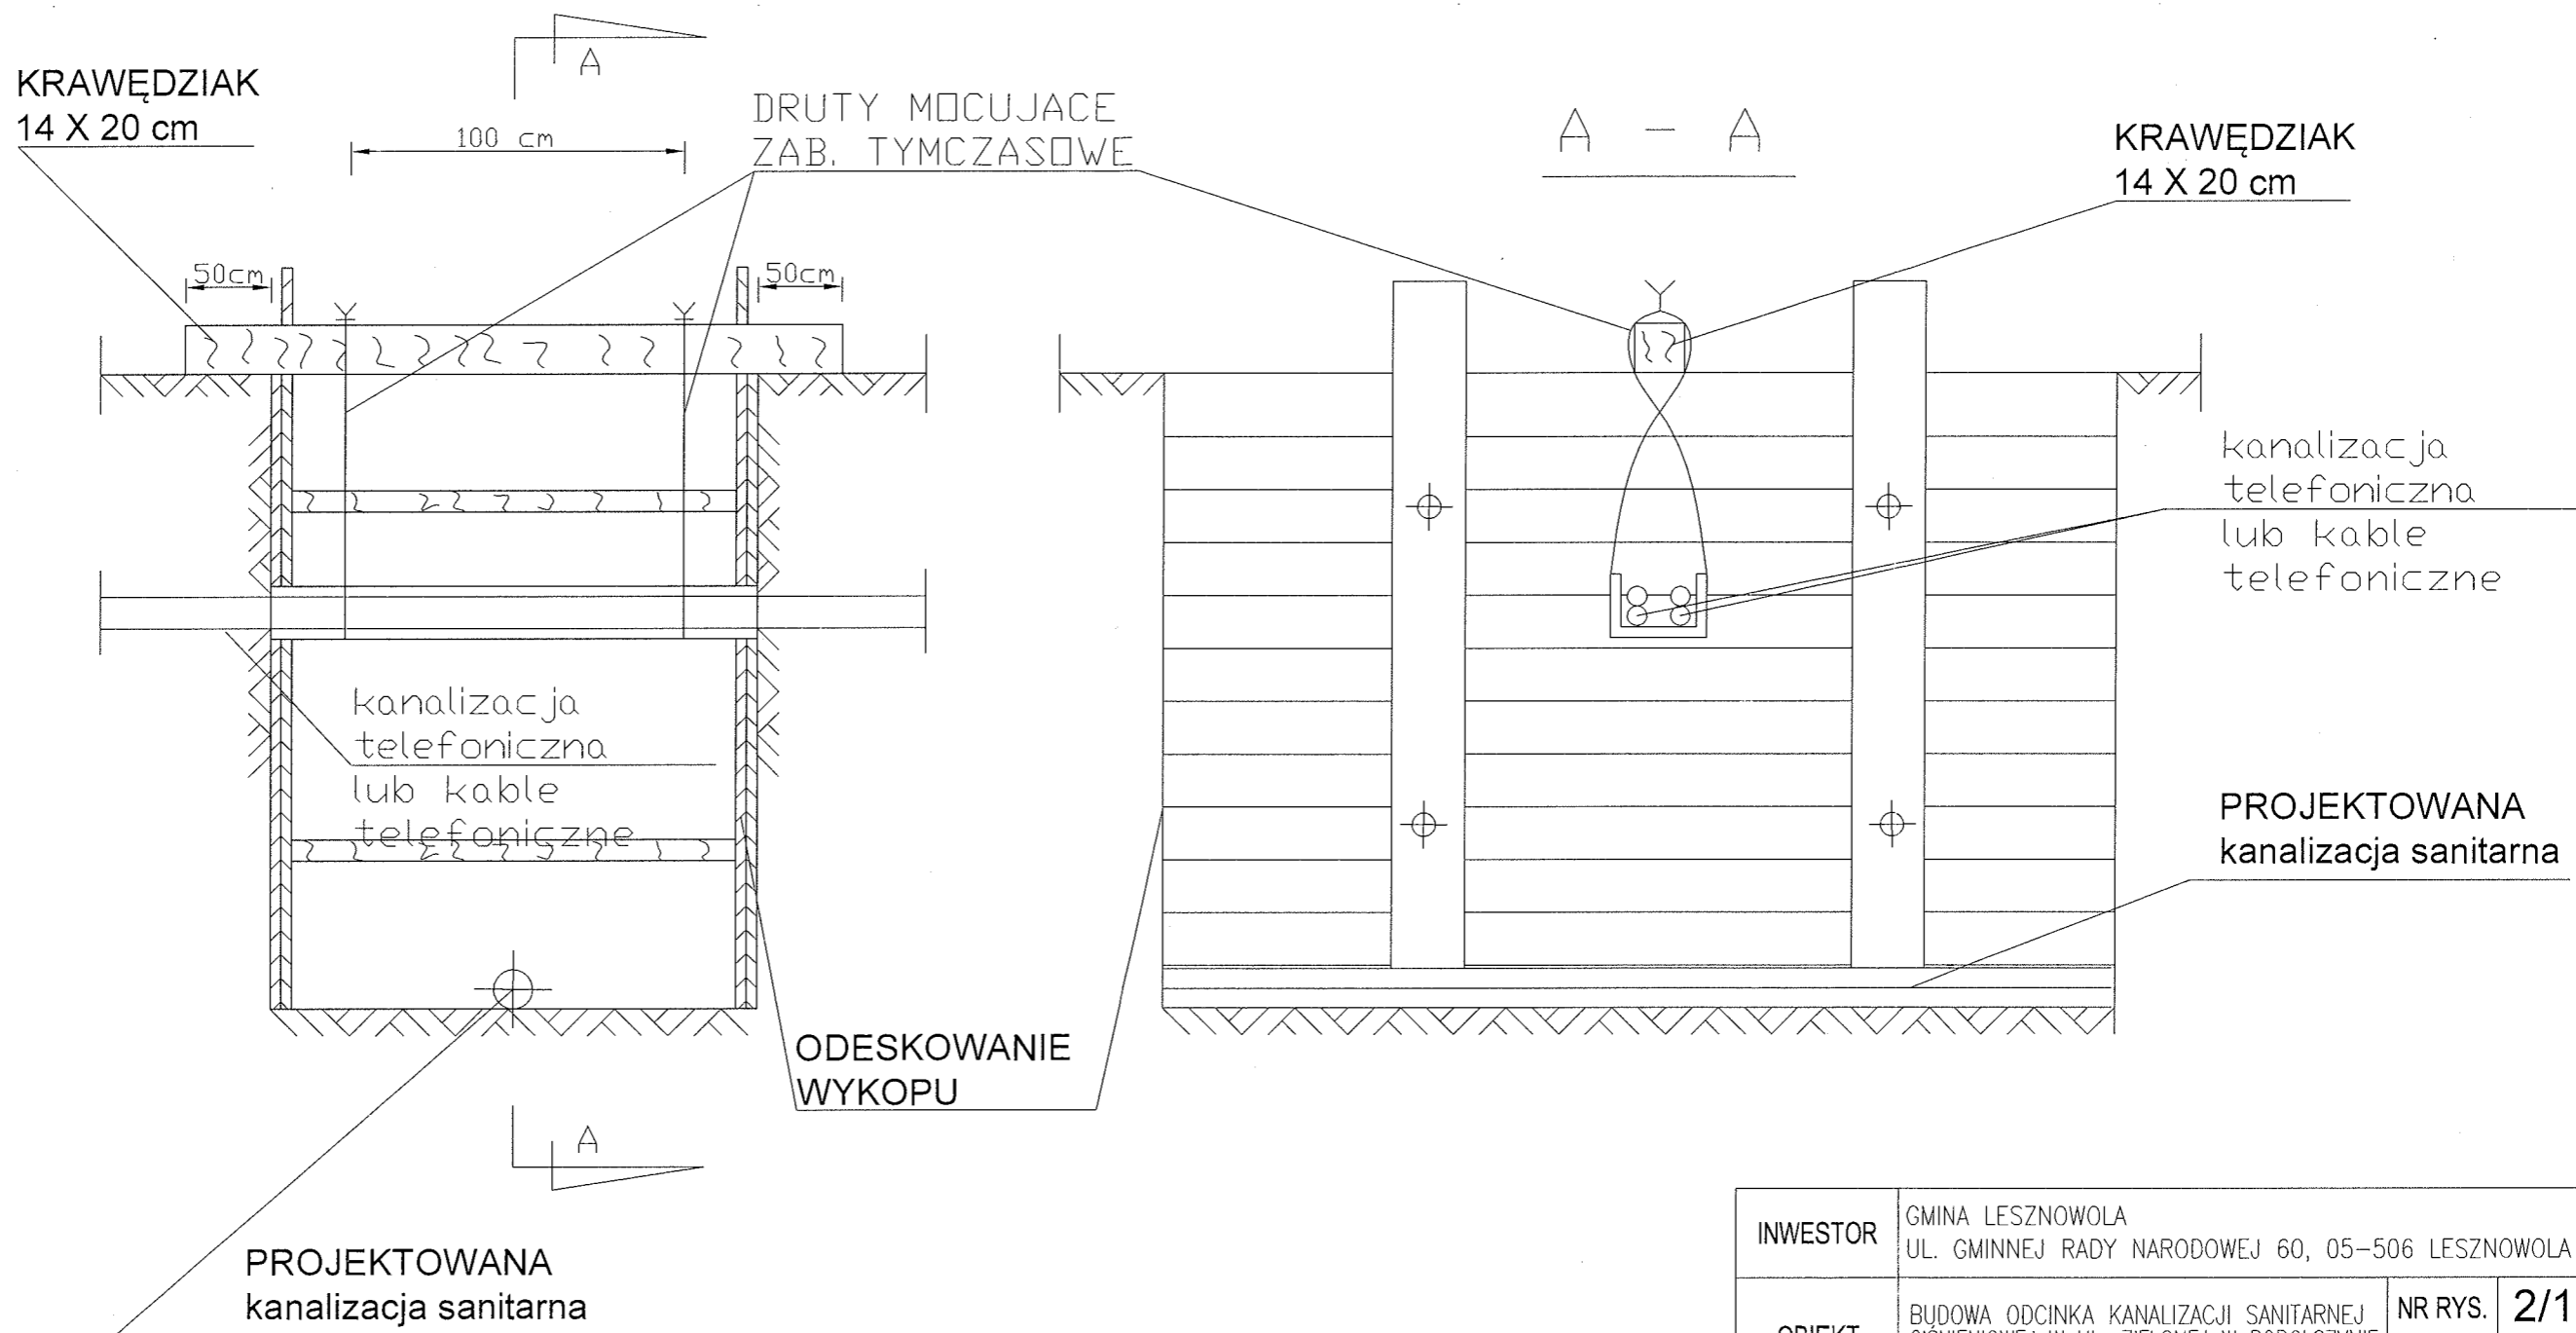 KRAWĘDZIAK
14 X 20 cm
A
100 cm
DRUTY MOCUJACE
ZAB. TYMCZASOWE
A - A
KRAWĘDZIAK
14 X 20 cm
50cm
50cm
kanalizacja
telefoniczna
lub kable
telefoniczne
kanalizacja
telefoniczna
lub kable
telefoniczne
PROJEKTOWANA
kanalizacja sanitarna
ODESKOWANIE
WYKOPU
A
PROJEKTOWANA
kanalizacja sanitarna
INWESTOR
GMINA LESZNOWOLA
UL. GMINNEJ RADY NARODOWEJ 60, 05-506 LESZNOWOLA
OBIEKT
BUDOWA ODCINKA KANALIZACJI SANITARNEJ
NR RYS.
2/1